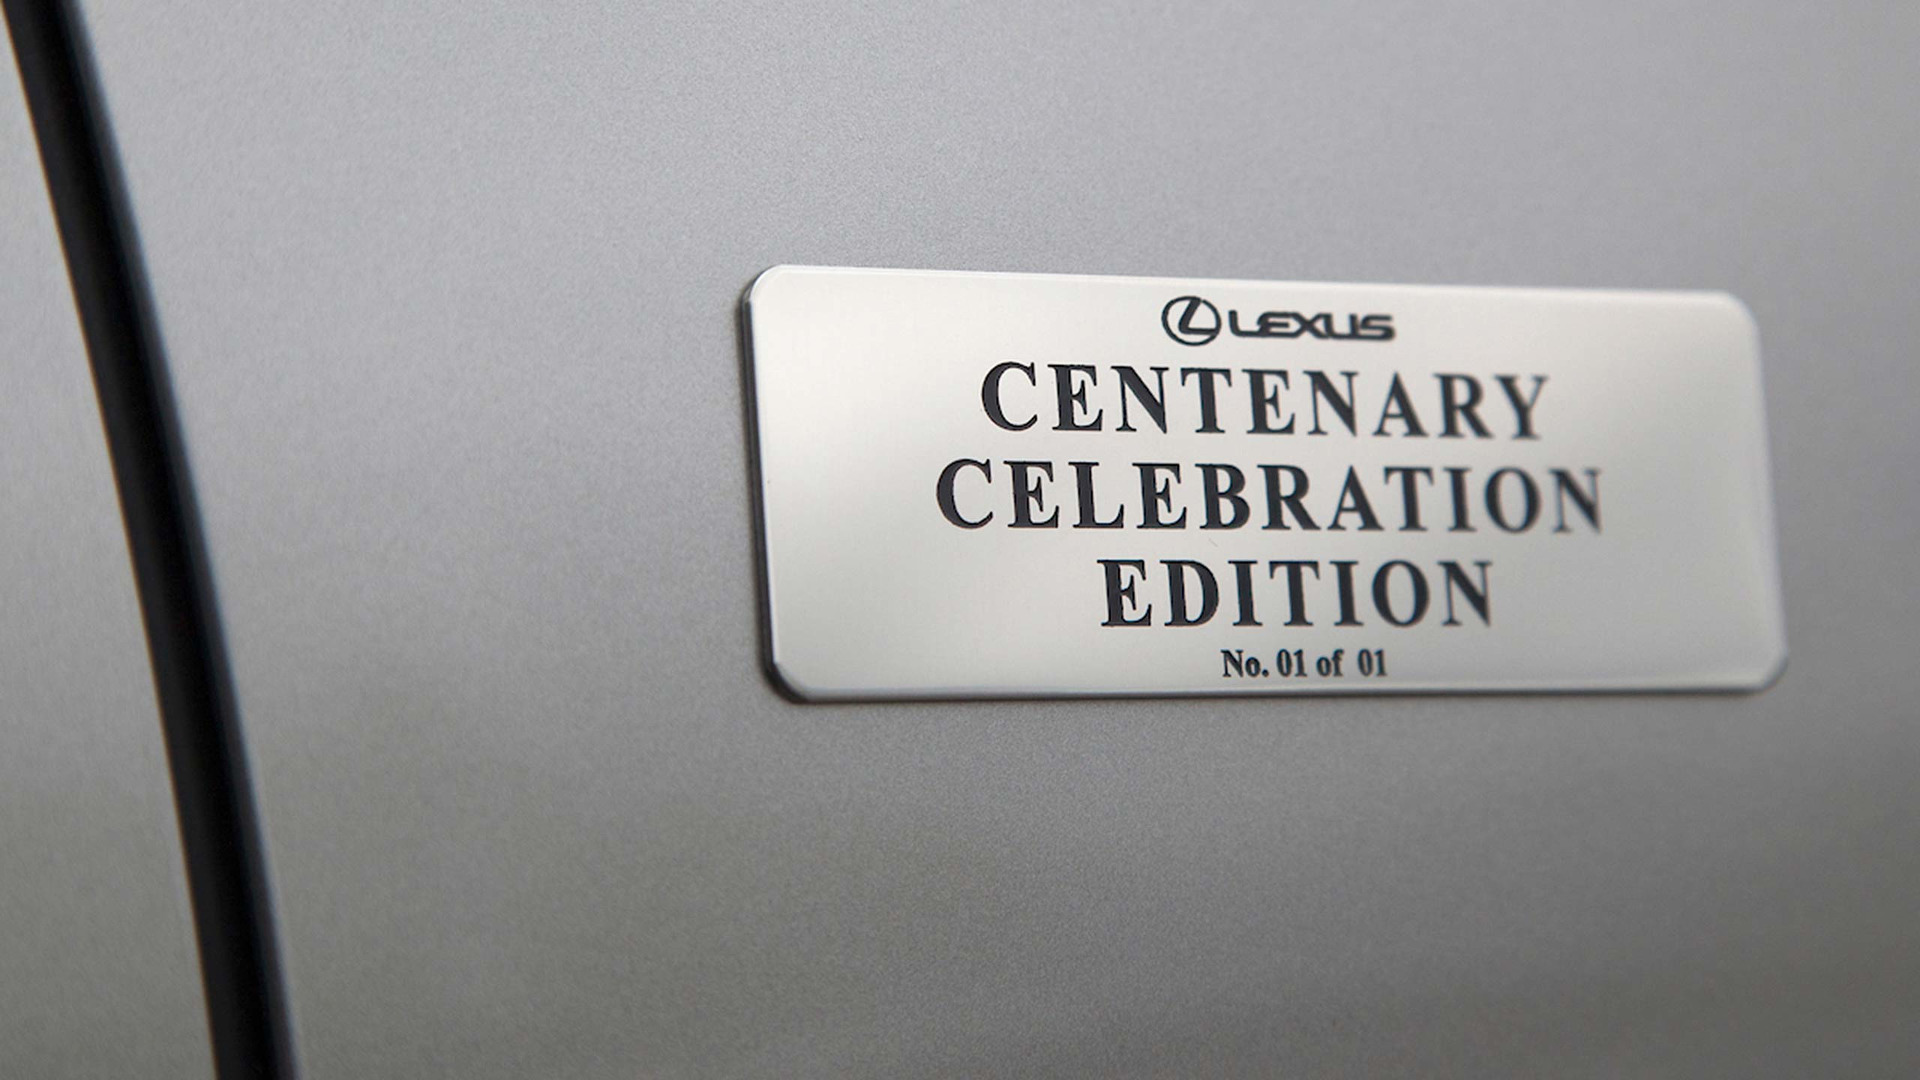 LEXUS
CENTENARY
CELEBRATION
EDITION
No. 01 of 01